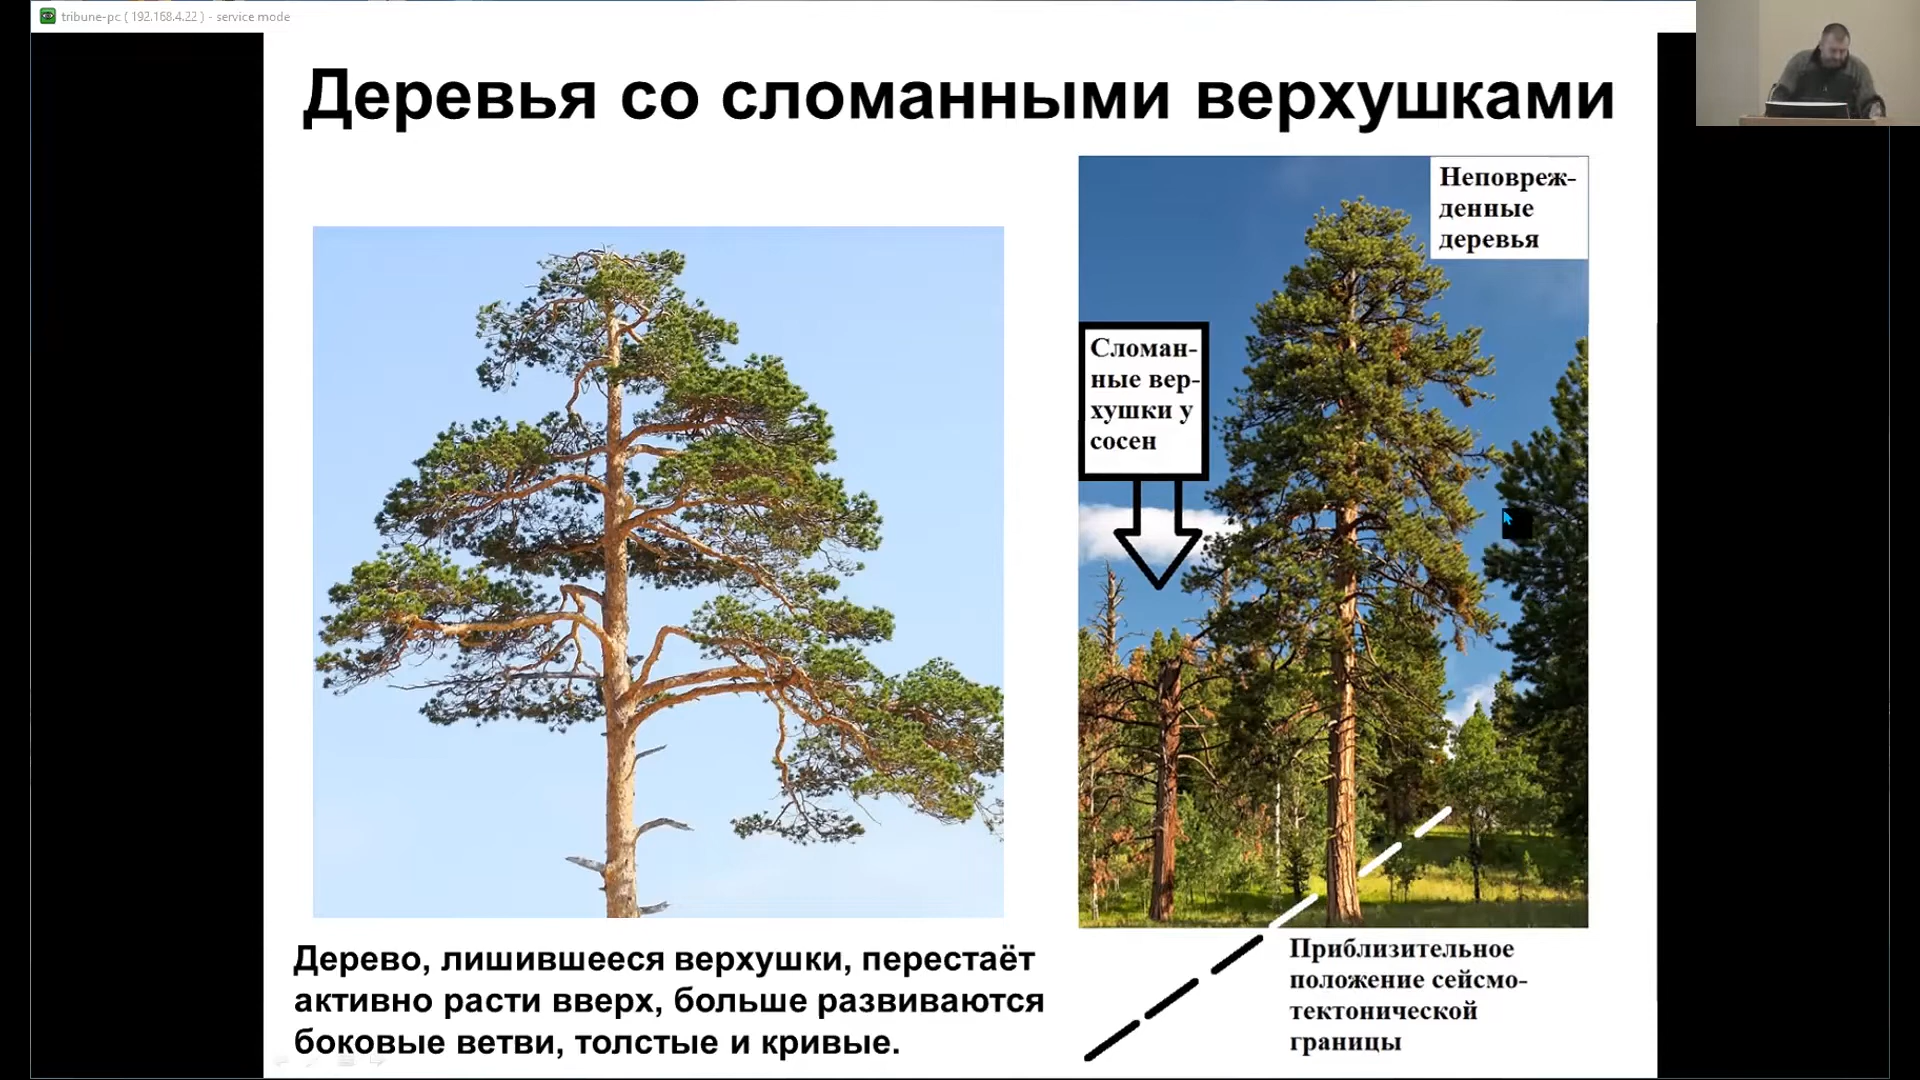 tribune-pc ( 192.168.4.22 ) - service mode
Деревья со сломанными верхушками
Неповреж-
денные
деревья
Сломан-
ные вер-
хушки у
сосен
Дерево, лишившееся верхушки, перестаёт
активно расти вверх, больше развиваются
боковые ветви, толстые и кривые.
Приблизительное
положение сейсмо-
тектонической
границы